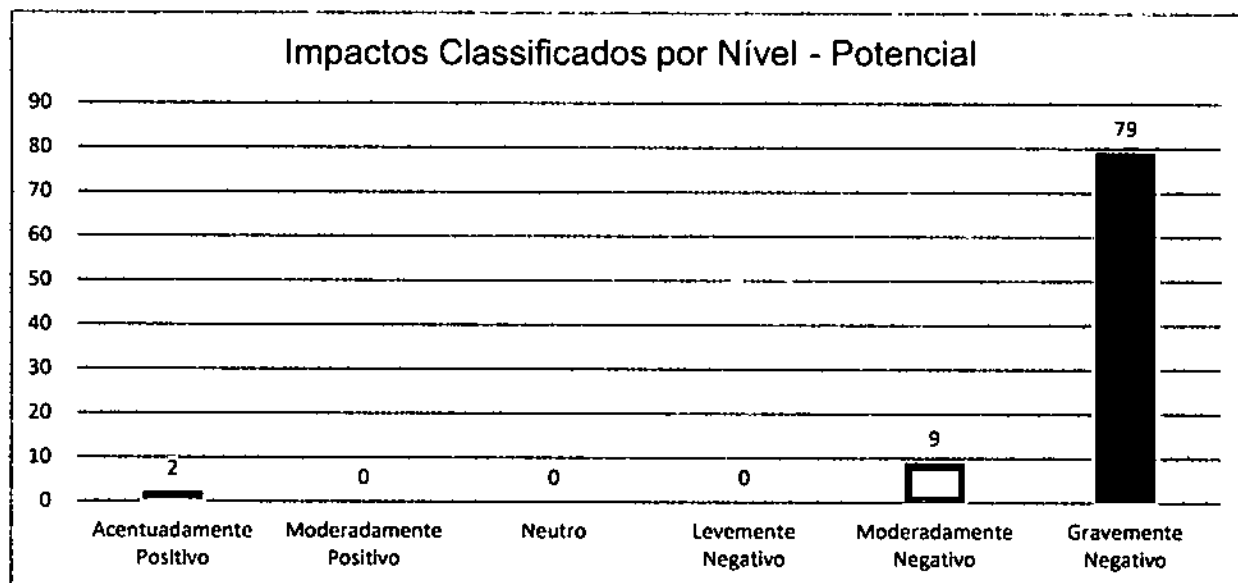 Impactos Classificados por Nível - Potencial
90
80
70
60
50
40
30
20
10
0
2
0
0
0
9
79
Acentuadamente
Positivo
Moderadamente
Positivo
Neutro
Levemente
Negativo
Moderadamente
Negativo
Gravemente
Negativo